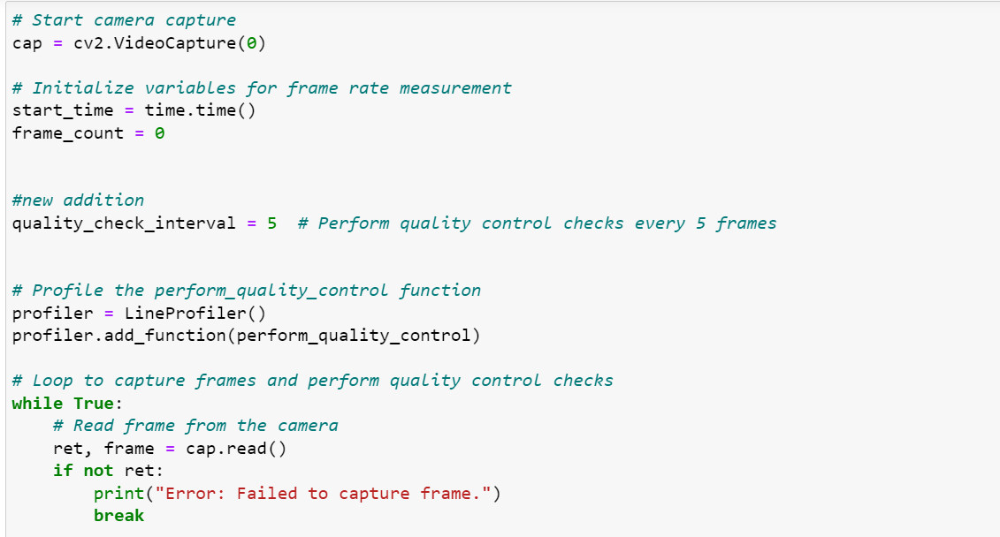 # Start camera capture
cap = cv2.VideoCapture(0)
# Initialize variables for frame rate measurement
start_time = time.time()
frame_count = 0
#new addition
quality_check_interval = 5  # Perform quality control checks every 5 frames
# Profile the perform_quality_control function
profiler = LineProfiler()
profiler.add_function(perform_quality_control)
# Loop to capture frames and perform quality control checks
while True:
    # Read frame from the camera
    ret, frame = cap.read()
    if not ret:
        print("Error: Failed to capture frame.")
        break